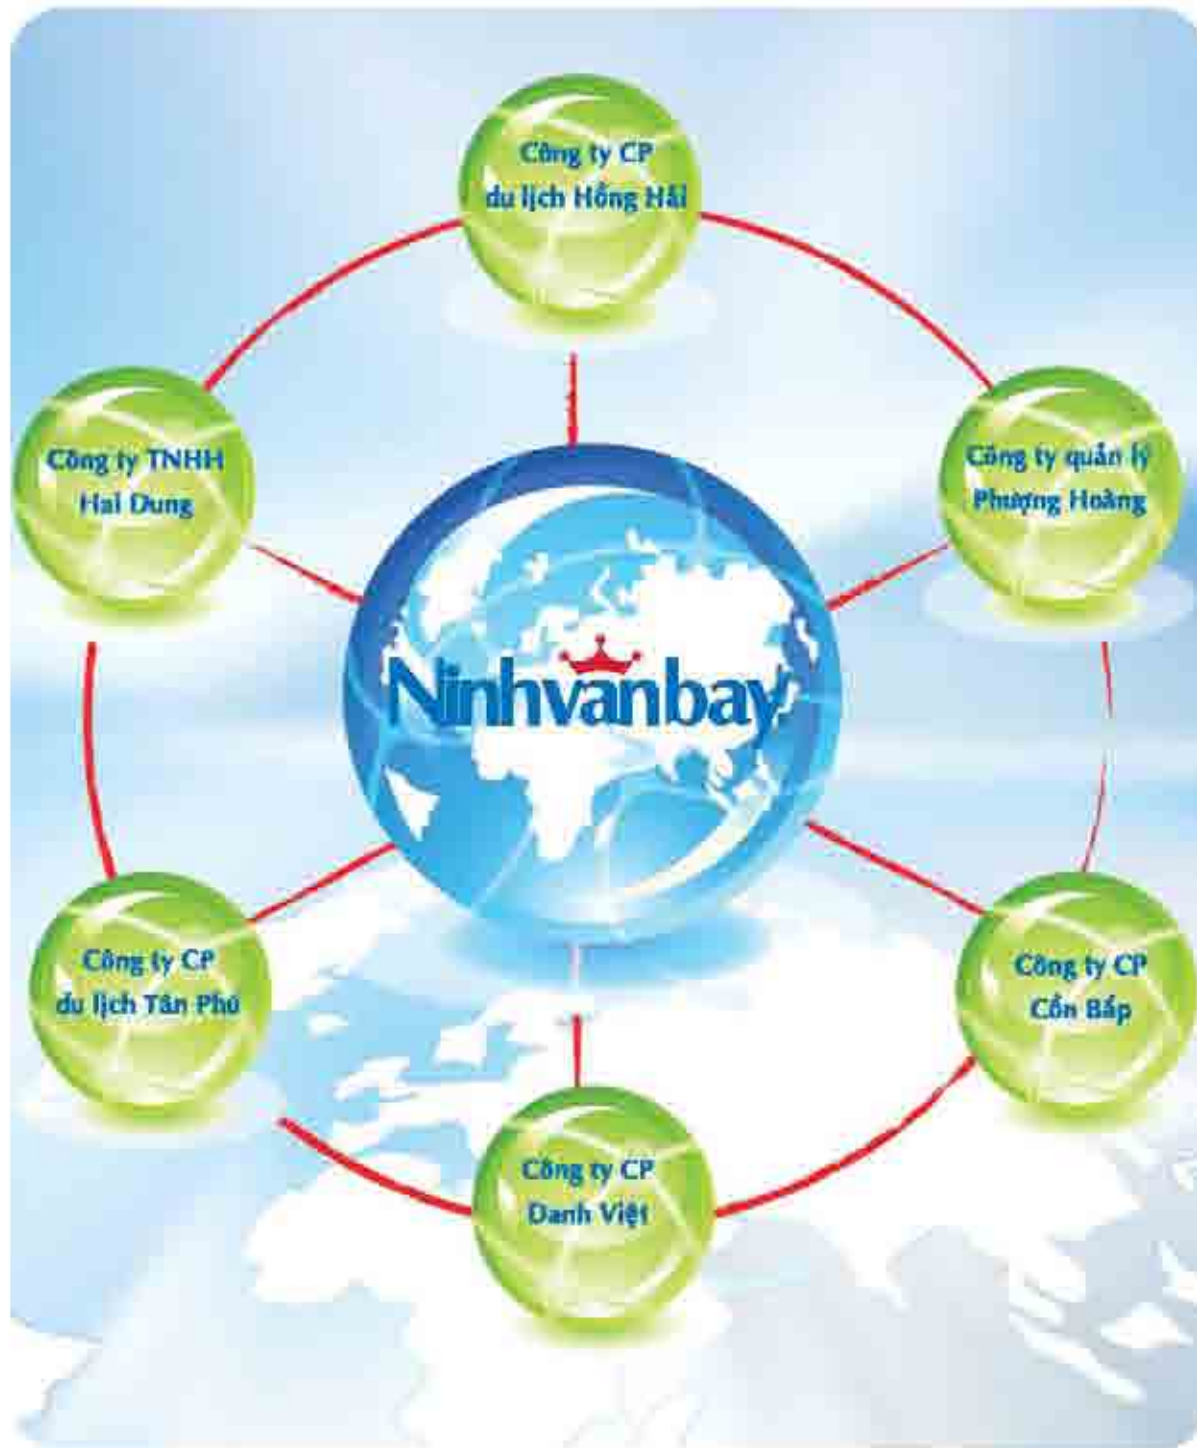 Công ty CP
du lịch Hồng Hải
Công ty TNHH
Hai Dung
Công ty quản lý
Phượng Hoàng
Ninhvanbay
Công ty CP
du lịch Tân Phú
Công ty CP
Cồn Bắp
Công ty CP
Danh Việt